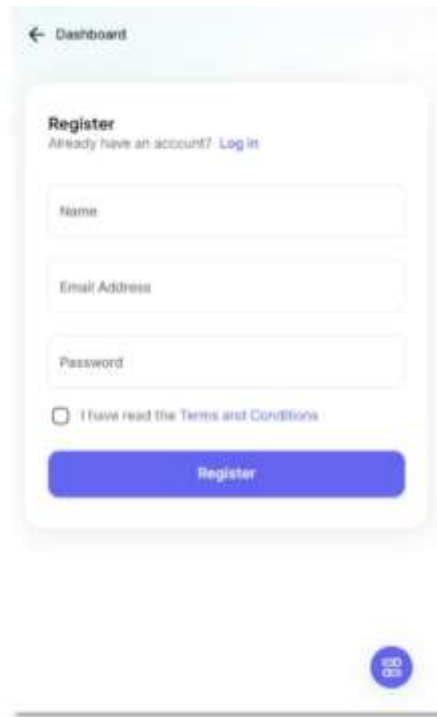 Dashboard
Register
Already have an account? Log in
Name
Email Address
Password
I have read the Terms and Conditions
Register